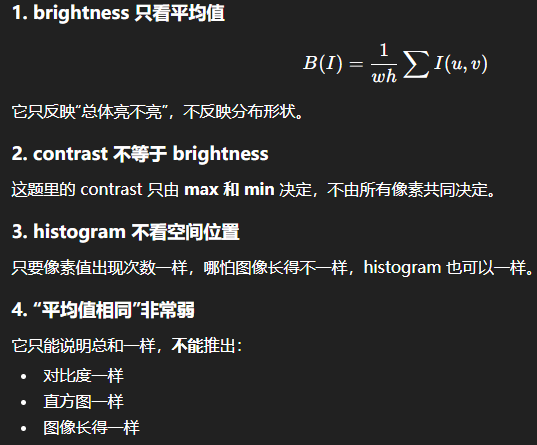 1. brightness 只看平均值
B(I) = \frac{1}{wh} \sum I(u, v)
它只反映“总体亮不亮”，不反映分布形状。
2. contrast 不等于 brightness
这题里的 contrast 只由 max 和 min 决定，不由所有像素共同决定。
3. histogram 不看空间位置
只要像素值出现次数一样，哪怕图像长得不一样，histogram 也可以一样。
4. “平均值相同”非常弱
它只能说明总和一样，不能推出：
• 对比度一样
• 直方图一样
• 图像长得一样